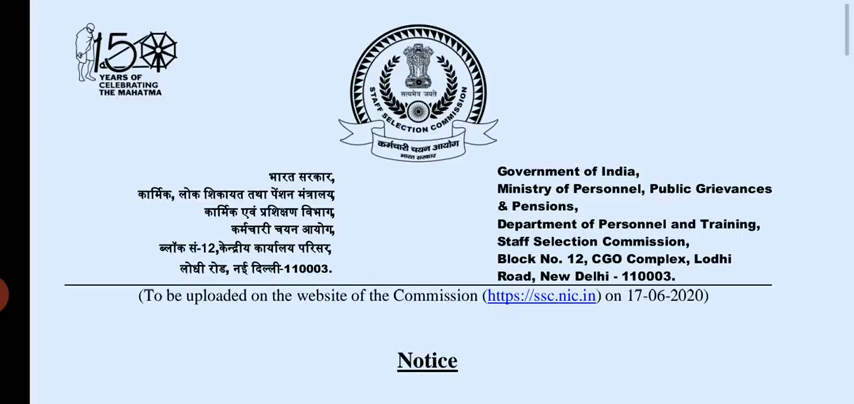 150
YEARS OF
CELEBRATING
THE MAHATMA
सत्यमेव जयते
STAFF SELECTION COMMISSION
कर्मचारी चयन आयोग
भारत सरकार
भारत सरकार,
कार्मिक, लोक शिकायत तथा पेंशन मंत्रालय,
कार्मिक एवं प्रशिक्षण विभाग,
कर्मचारी चयन आयोग,
ब्लॉक सं-12,केन्द्रीय कार्यालय परिसर,
लोधी रोड, नई दिल्ली-110003.
Government of India,
Ministry of Personnel, Public Grievances
& Pensions,
Department of Personnel and Training,
Staff Selection Commission,
Block No. 12, CGO Complex, Lodhi
Road, New Delhi - 110003.
(To be uploaded on the website of the Commission (https://ssc.nic.in) on 17-06-2020)
Notice